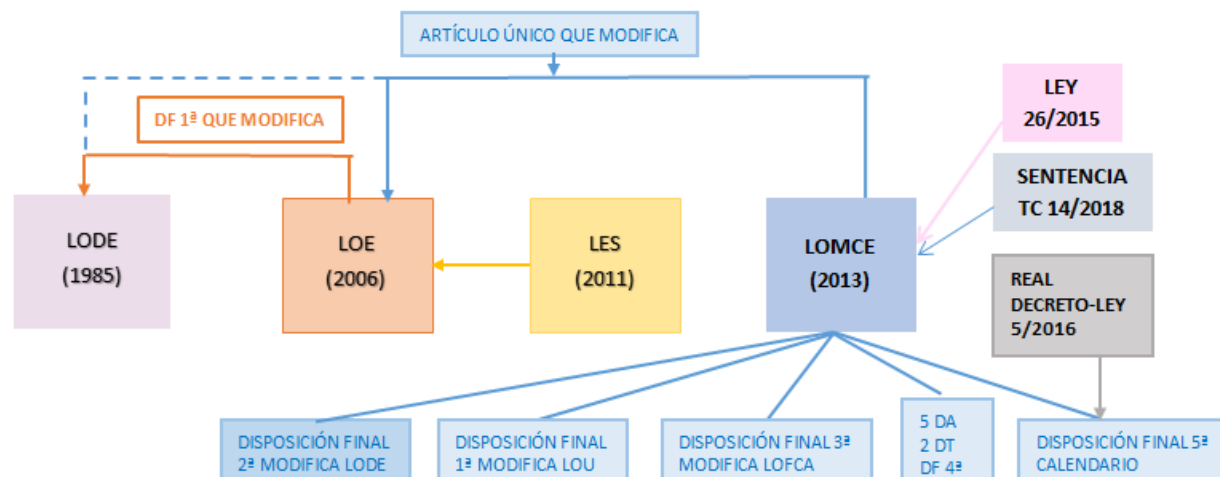 ARTÍCULO ÚNICO QUE MODIFICA
DF 1ª QUE MODIFICA
LEY
26/2015
SENTENCIA
TC 14/2018
LODE
(1985)
LOE
(2006)
LES
(2011)
LOMCE
(2013)
REAL
DECRETO-LEY
5/2016
DISPOSICIÓN FINAL
2ª MODIFICA LODE
DISPOSICIÓN FINAL
1ª MODIFICA LOU
DISPOSICIÓN FINAL 3ª
MODIFICA LOFCA
5 DA
2 DT
DF 4ª
DISPOSICIÓN FINAL 5ª
CALENDARIO